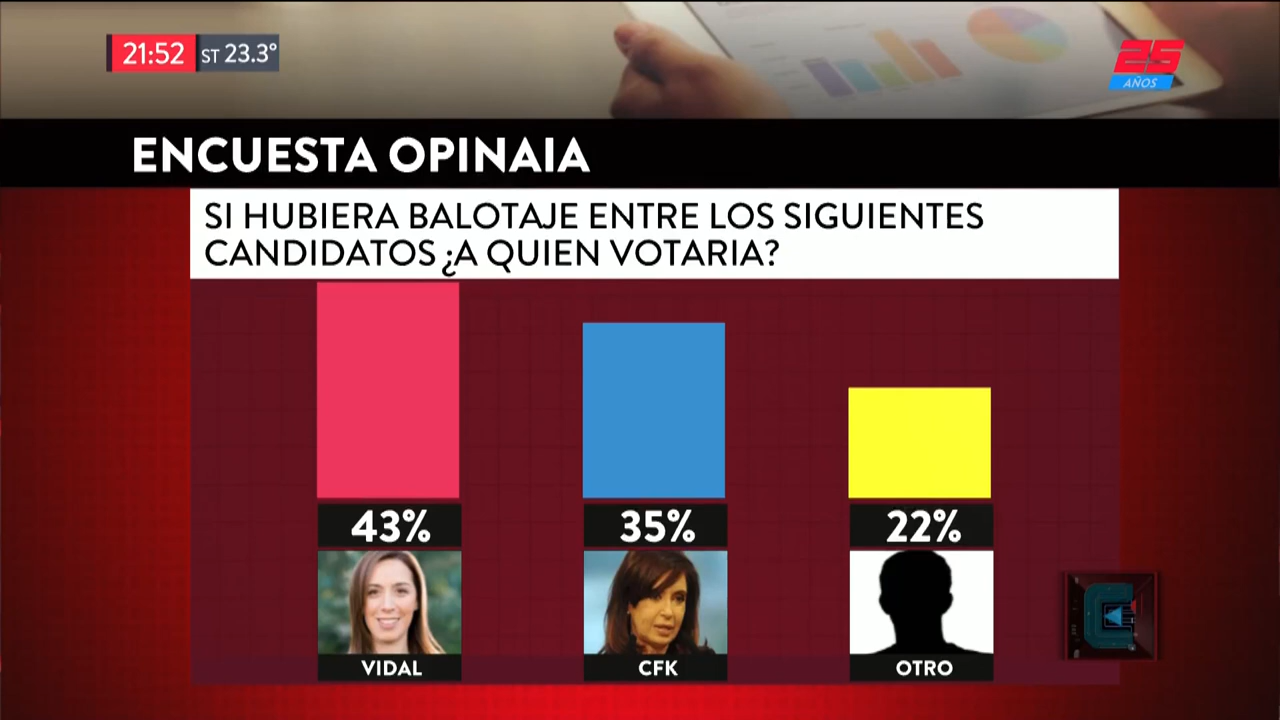 21:52 ST 23.3°
25
AÑOS
ENCUESTA OPINAIA
SI HUBIERA BALOTAJE ENTRE LOS SIGUIENTES
CANDIDATOS ¿A QUIEN VOTARIA?
43% 35% 22%
VIDAL CFK OTRO